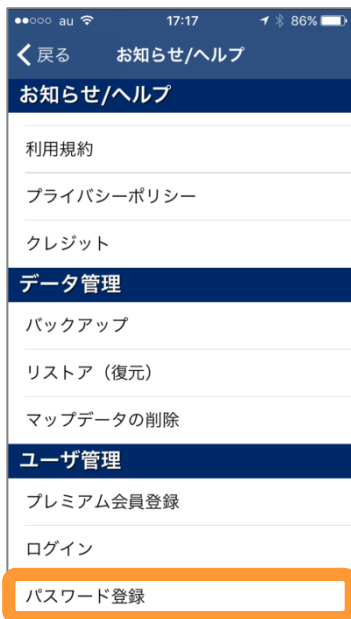 ●●○○○ au 17:17 86%
戻る お知らせ/ヘルプ
お知らせ/ヘルプ
利用規約
プライバシーポリシー
クレジット
データ管理
バックアップ
リストア（復元）
マップデータの削除
ユーザ管理
プレミアム会員登録
ログイン
パスワード登録